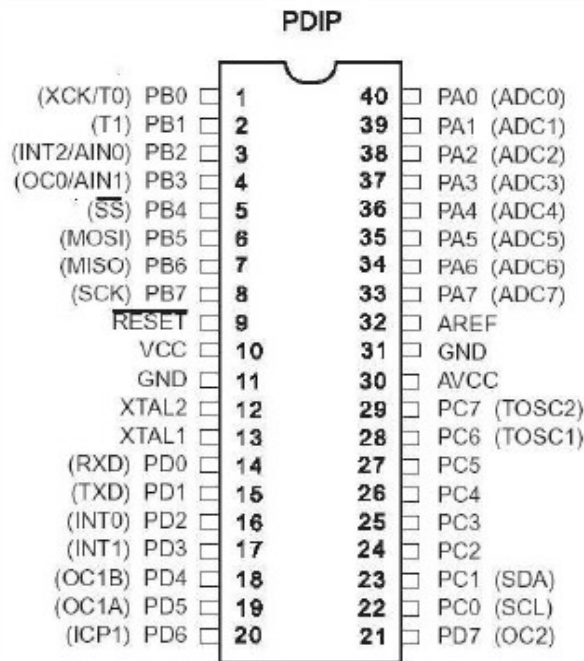 PDIP
(XCK/T0) PB0 1 40 PA0 (ADC0)
(T1) PB1 2 39 PA1 (ADC1)
(INT2/AIN0) PB2 3 38 PA2 (ADC2)
(OC0/AIN1) PB3 4 37 PA3 (ADC3)
(SS) PB4 5 36 PA4 (ADC4)
(MOSI) PB5 6 35 PA5 (ADC5)
(MISO) PB6 7 34 PA6 (ADC6)
(SCK) PB7 8 33 PA7 (ADC7)
RESET 9 32 AREF
VCC 10 31 GND
GND 11 30 AVCC
XTAL2 12 29 PC7 (TOSC2)
XTAL1 13 28 PC6 (TOSC1)
(RXD) PD0 14 27 PC5
(TXD) PD1 15 26 PC4
(INT0) PD2 16 25 PC3
(INT1) PD3 17 24 PC2
(OC1B) PD4 18 23 PC1 (SDA)
(OC1A) PD5 19 22 PC0 (SCL)
(ICP1) PD6 20 21 PD7 (OC2)